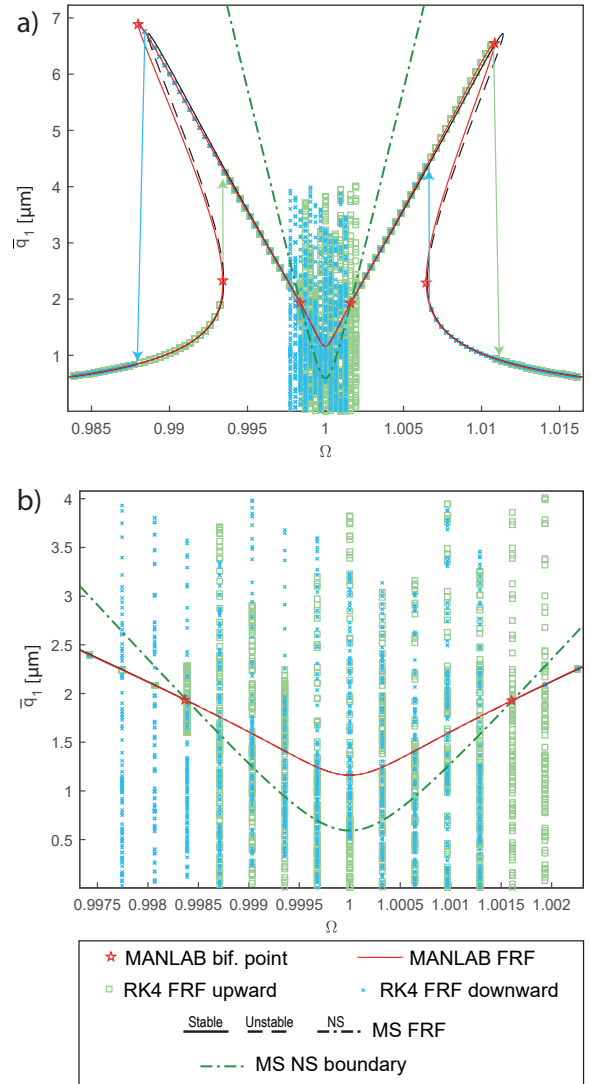 a)
7
6
5
4
3
2
1
q̅₁ [µm]
0.985 0.99 0.995 1 1.005 1.01 1.015
Ω
b)
4
3.5
3
2.5
2
1.5
1
0.5
q̅₁ [µm]
0.9975 0.998 0.9985 0.999 0.9995 1 1.0005 1.001 1.0015 1.002
Ω
MANLAB bif. point MANLAB FRF
RK4 FRF upward RK4 FRF downward
Stable Unstable NS MS FRF
MS NS boundary